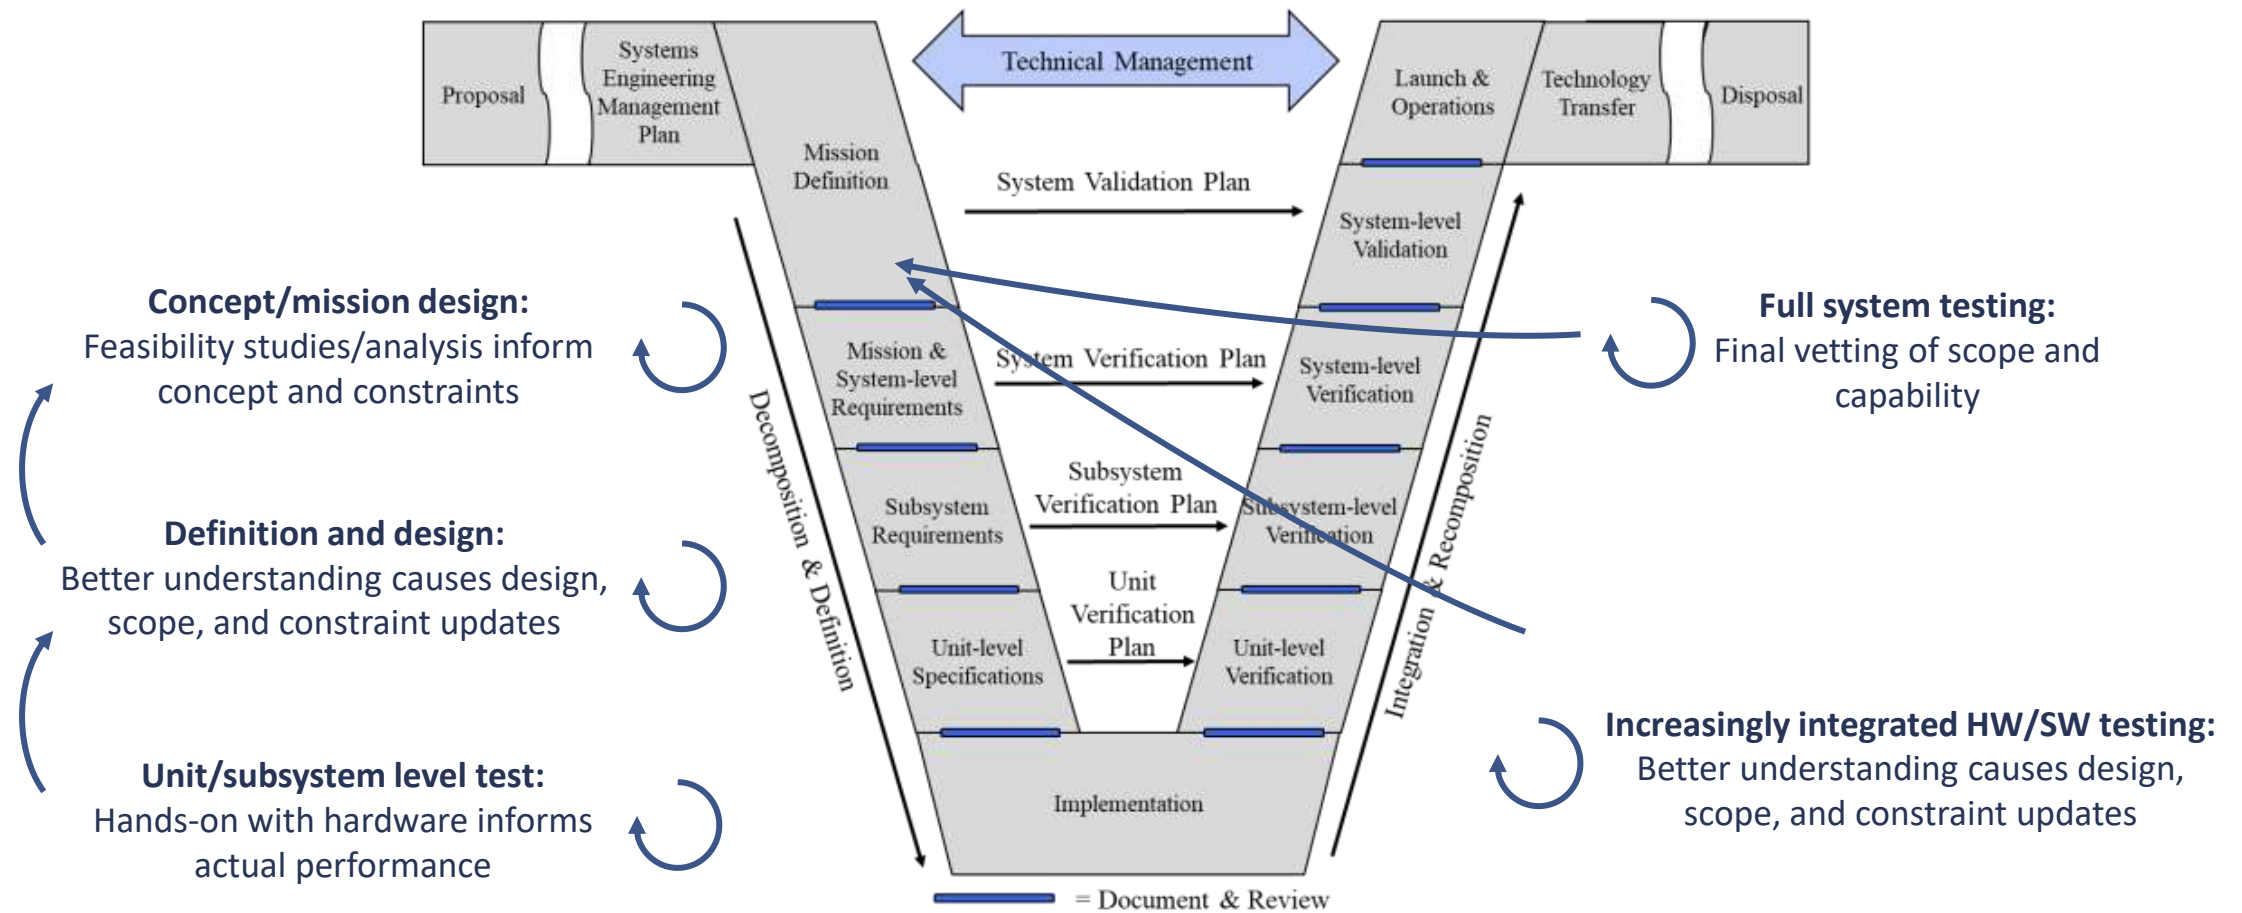 Proposal
Systems
Engineering
Management
Plan
Mission
Definition
Technical Management
Launch &
Operations
Technology
Transfer
Disposal
System Validation Plan
System-level
Validation
Concept/mission design:
Feasibility studies/analysis inform
concept and constraints
Mission &
System-level
Requirements
System Verification Plan
System-level
Verification
Full system testing:
Final vetting of scope and
capability
Decomposition & Definition
Integration & Recomposition
Definition and design:
Better understanding causes design,
scope, and constraint updates
Subsystem
Requirements
Subsystem
Verification Plan
Subsystem-level
Verification
Unit-level
Specifications
Unit
Verification
Plan
Unit-level
Verification
Unit/subsystem level test:
Hands-on with hardware informs
actual performance
Implementation
Increasingly integrated HW/SW testing:
Better understanding causes design,
scope, and constraint updates
= Document & Review